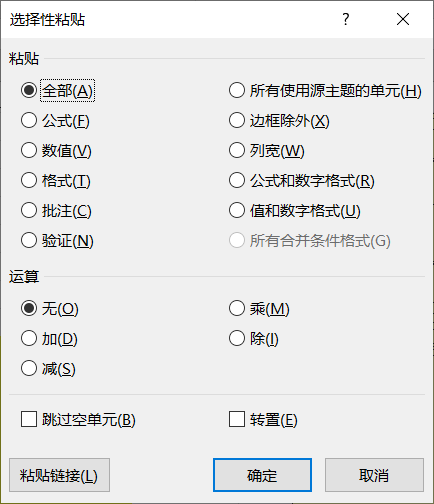 选择性粘贴 ?
粘贴
全部(A) 所有使用源主题的单元(H)
公式(F) 边框除外(X)
数值(V) 列宽(W)
格式(T) 公式和数字格式(R)
批注(C) 值和数字格式(U)
验证(N) 所有合并条件格式(G)
运算
无(O) 乘(M)
加(D) 除(I)
减(S)
跳过空单元(B) 转置(E)
粘贴链接(L) 确定 取消